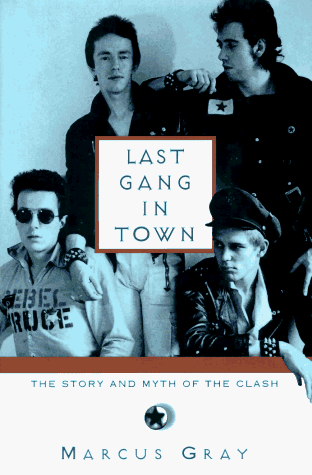 LAST
GANG
IN
TOWN
REBEL
TRUCE
THE STORY AND MYTH OF THE CLASH
MARCUS GRAY